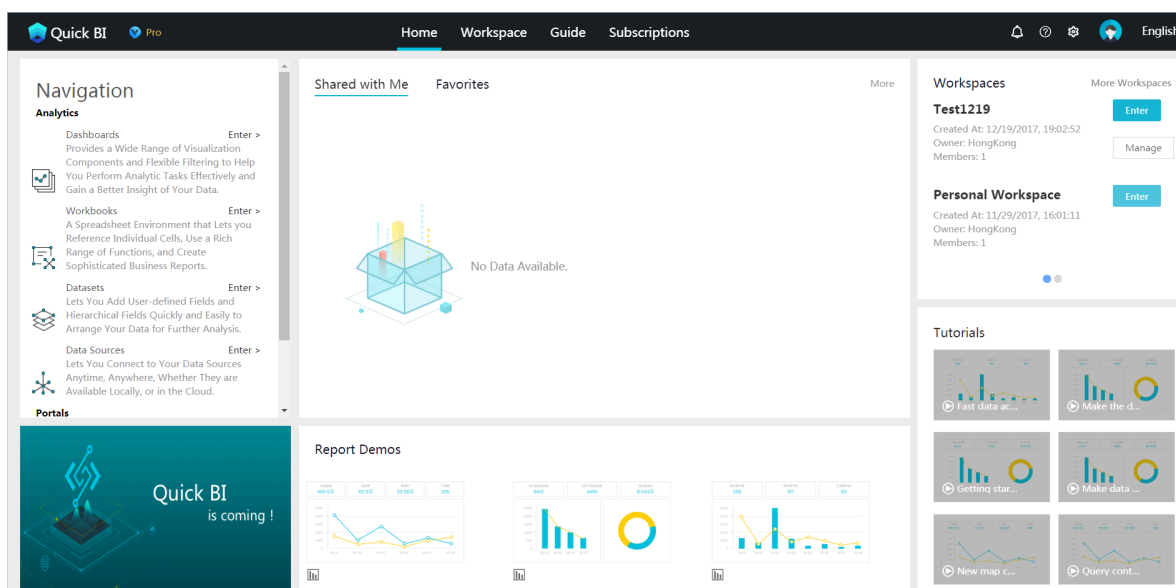 Quick BI Pro
Home Workspace Guide Subscriptions
English
Navigation
Analytics
Dashboards Enter >
Provides a Wide Range of Visualization
Components and Flexible Filtering to Help
You Perform Analytic Tasks Effectively and
Gain a Better Insight of Your Data.
Workbooks Enter >
A Spreadsheet Environment that Lets you
Reference Individual Cells, Use a Rich
Range of Functions, and Create
Sophisticated Business Reports.
Datasets Enter >
Lets You Add User-defined Fields and
Hierarchical Fields Quickly and Easily to
Arrange Your Data for Further Analysis.
Data Sources Enter >
Lets You Connect to Your Data Sources
Anytime, Anywhere, Whether They are
Available Locally, or in the Cloud.
Portals
Quick BI
is coming !
Shared with Me Favorites More
No Data Available.
Report Demos
Workspaces More Workspaces
Test1219 Enter
Created At: 12/19/2017, 19:02:52
Owner: HongKong
Members: 1
Manage
Personal Workspace Enter
Created At: 11/29/2017, 16:01:11
Owner: HongKong
Members: 1
Tutorials
Fast data ac... Make the d...
Getting star... Make data ...
New map c... Query cont...